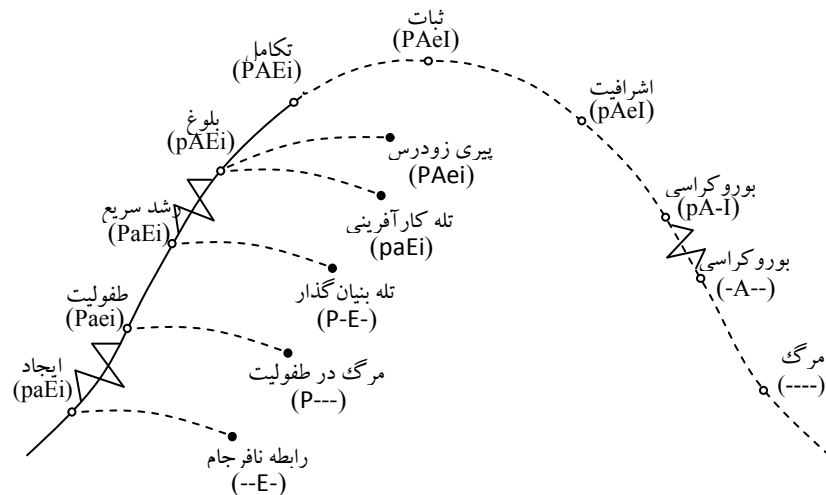 ثبات
(PAeI)
تکامل
(PAEi)
اشرافیت
(pAeI)
بلوغ
(pAEi)
پیری زودرس
(PAei)
بوروکراسی
(pA-I)
رشد سریع
(PaEi)
تله کارآفرینی
(paEi)
بوروکراسی
(-A--)
تله بنیان‌گذار
(P-E-)
طفولیت
(Paei)
مرگ در طفولیت
(P---)
مرگ
(----)
ایجاد
(paEi)
رابطه نافرجام
(--E-)